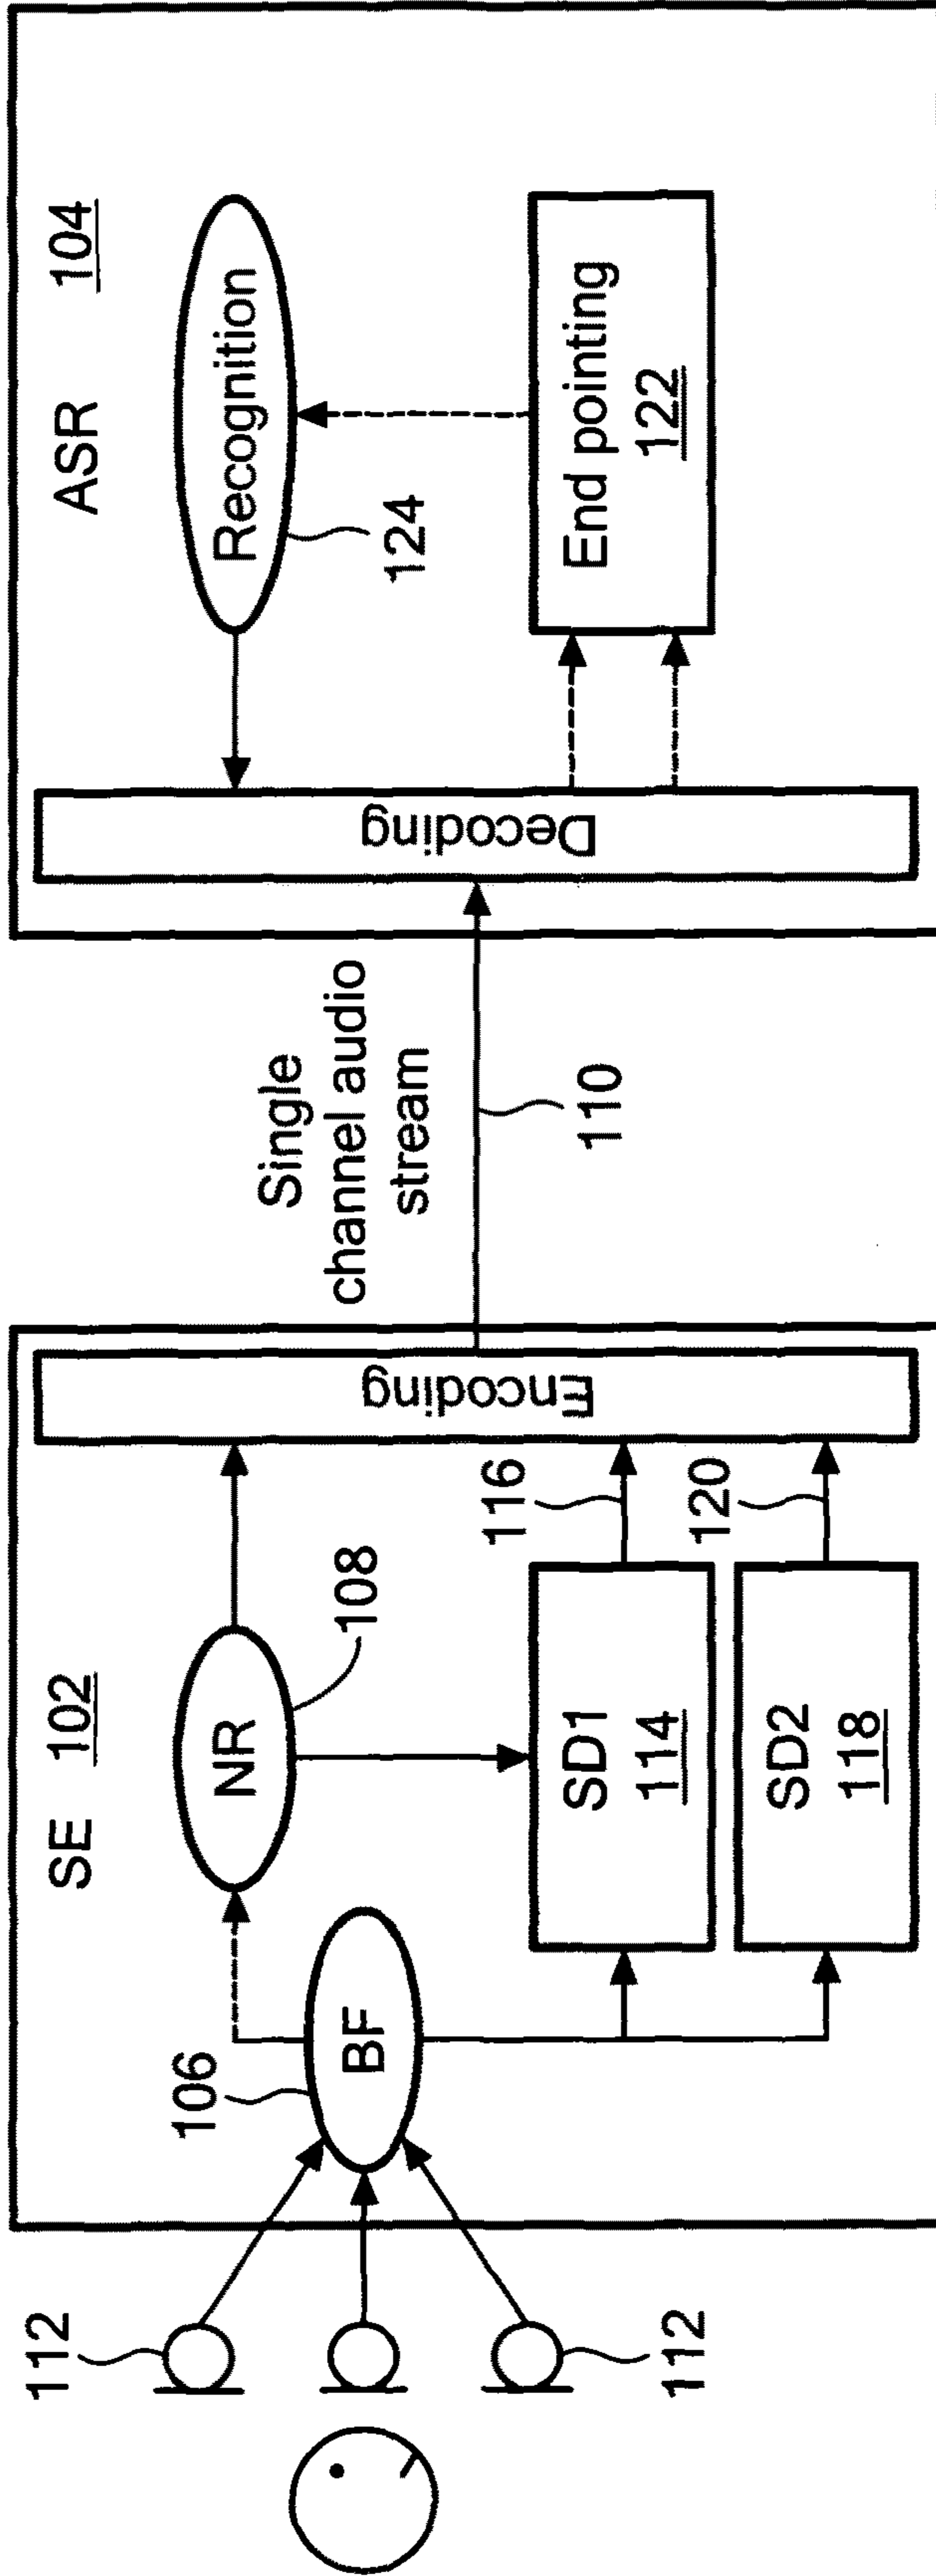 112
112
106
BF
SE 102
NR
108
SD1
114
SD2
118
116
120
Encoding
Single
channel audio
stream
110
Decoding
ASR 104
Recognition
124
End pointing
122